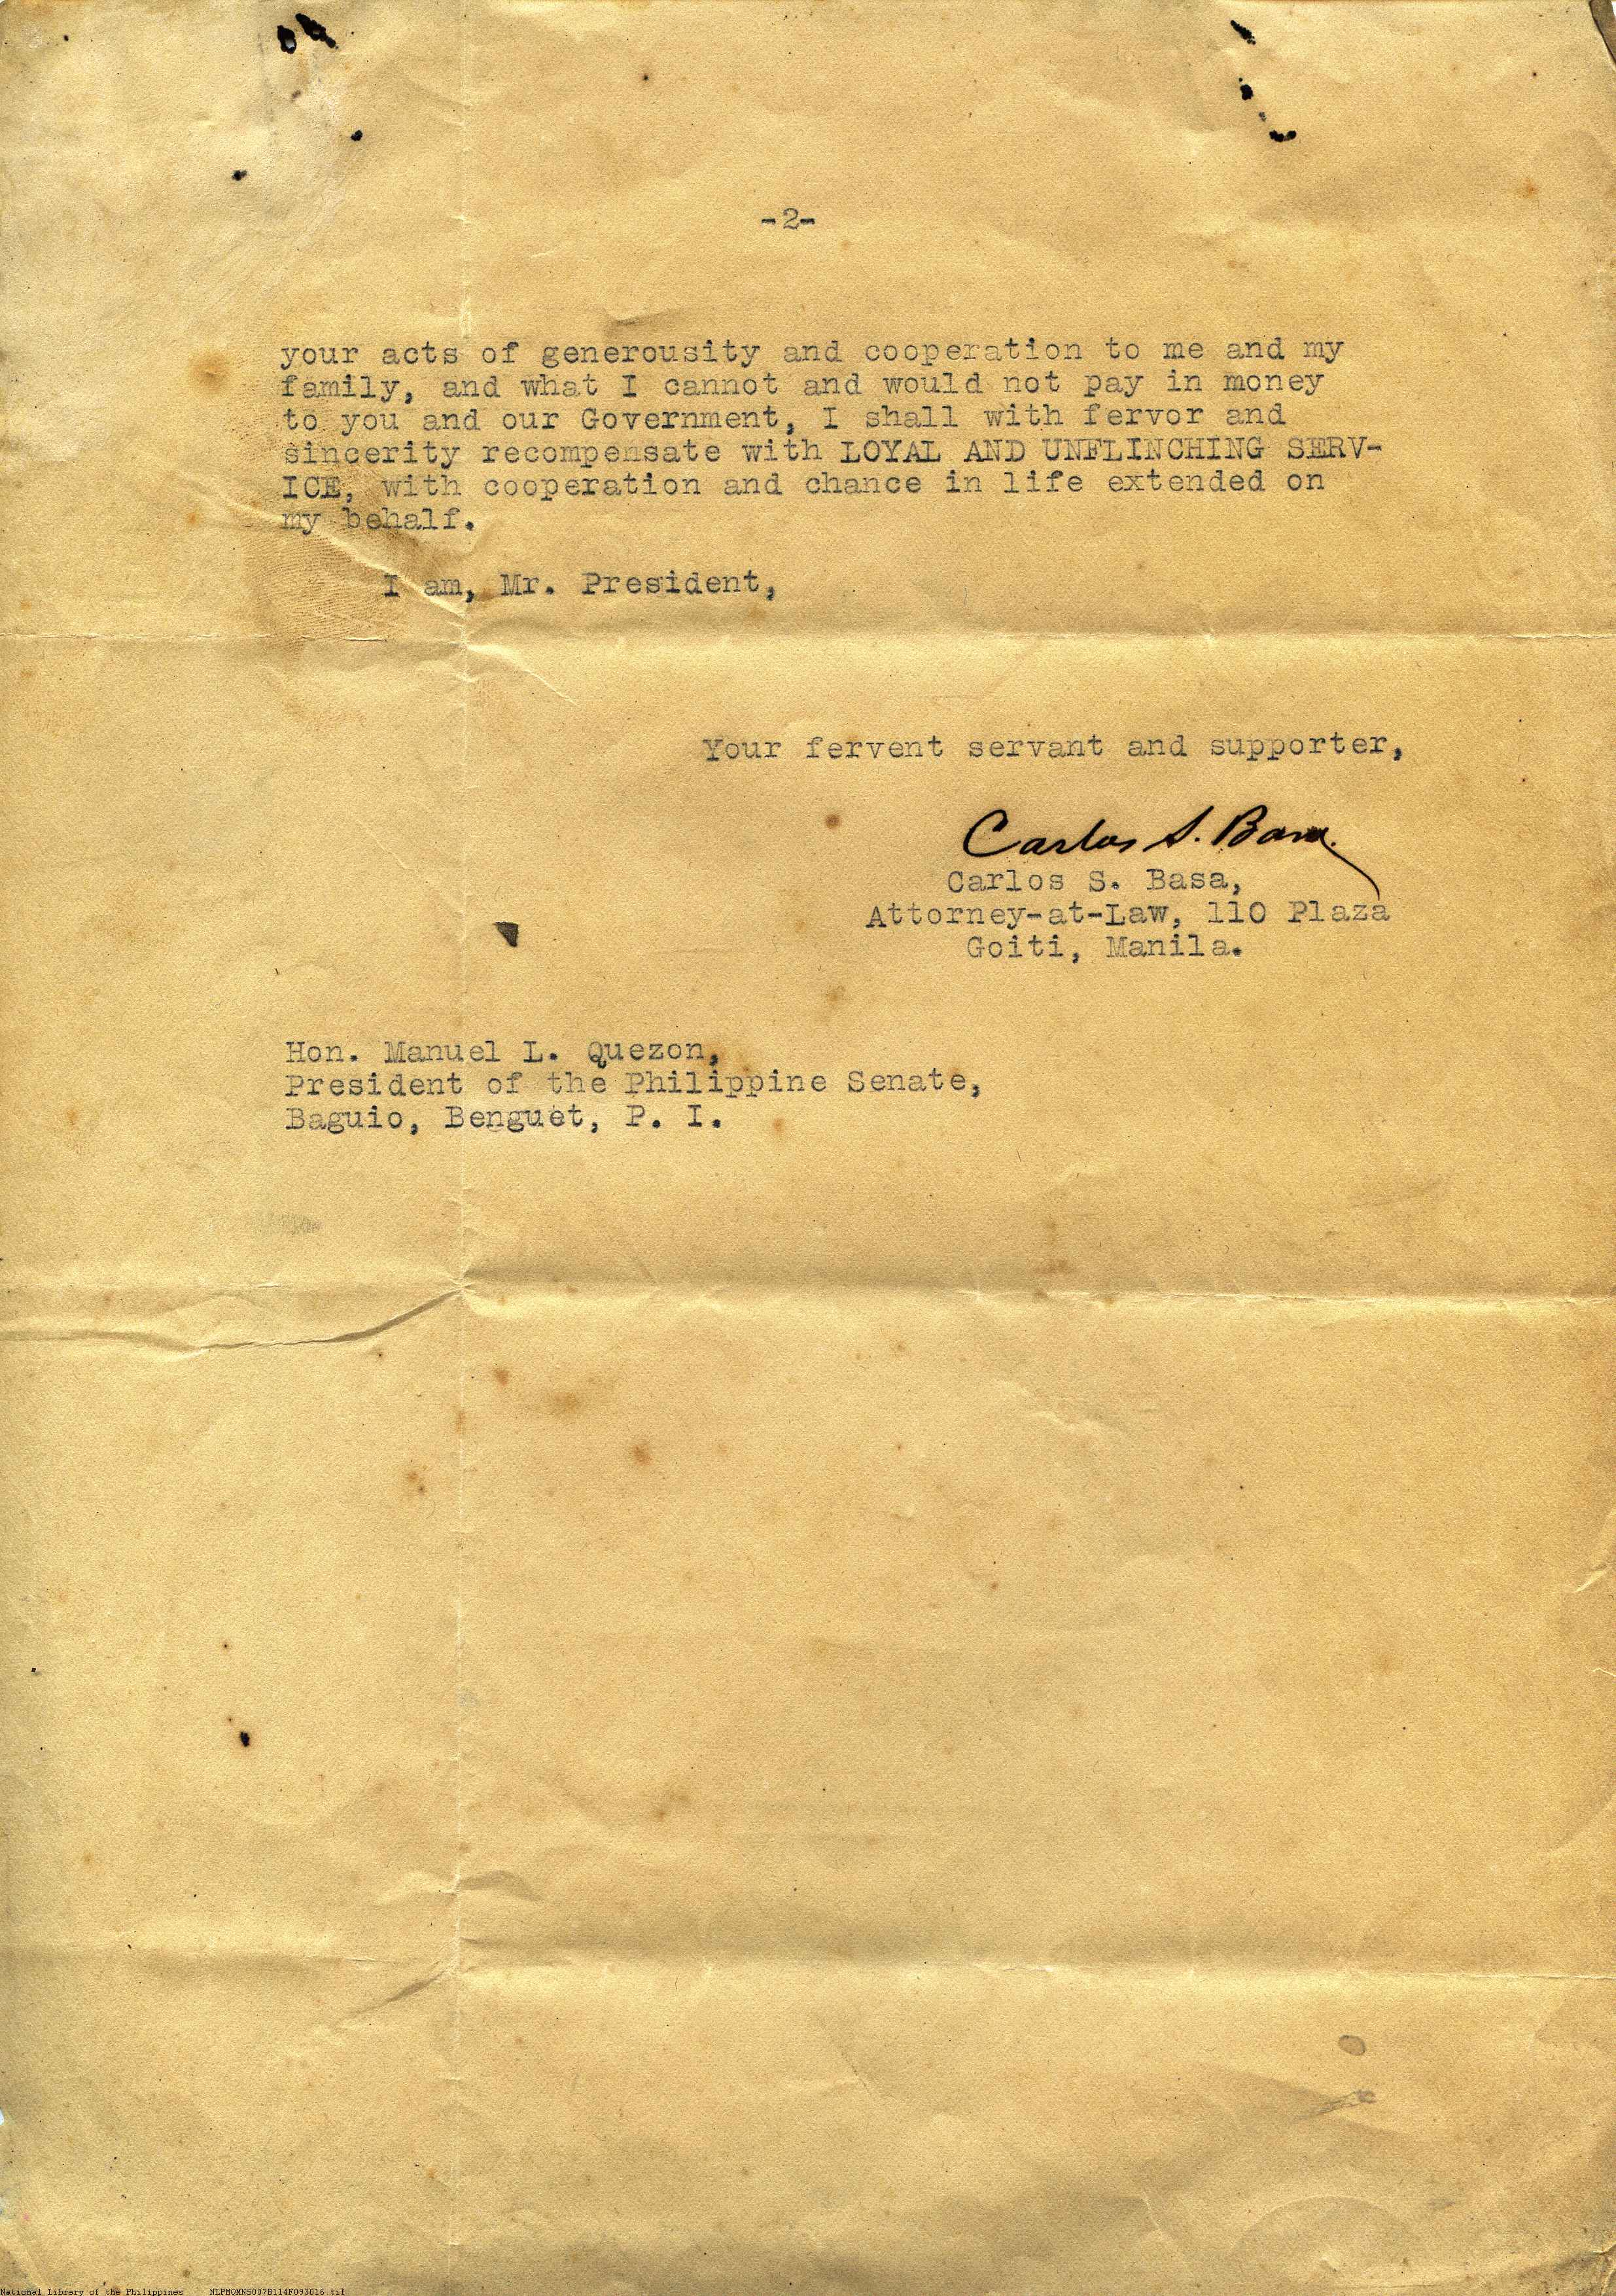 -2-
your acts of generousity and cooperation to me and my
family, and what I cannot and would not pay in money
to you and our Government, I shall with fervor and
sincerity recompensate with LOYAL AND UNFLINCHING SERV-
ICE, with cooperation and chance in life extended on
my behalf.
I am, Mr. President,
Your fervent servant and supporter,
Carlos S. Basa
Carlos S. Basa,
Attorney-at-Law, 110 Plaza
Goiti, Manila.
Hon. Manuel L. Quezon,
President of the Philippine Senate,
Baguio, Benguet, P. I.
National Library of the Philippines NLPMQMNS007B114F093016.tif